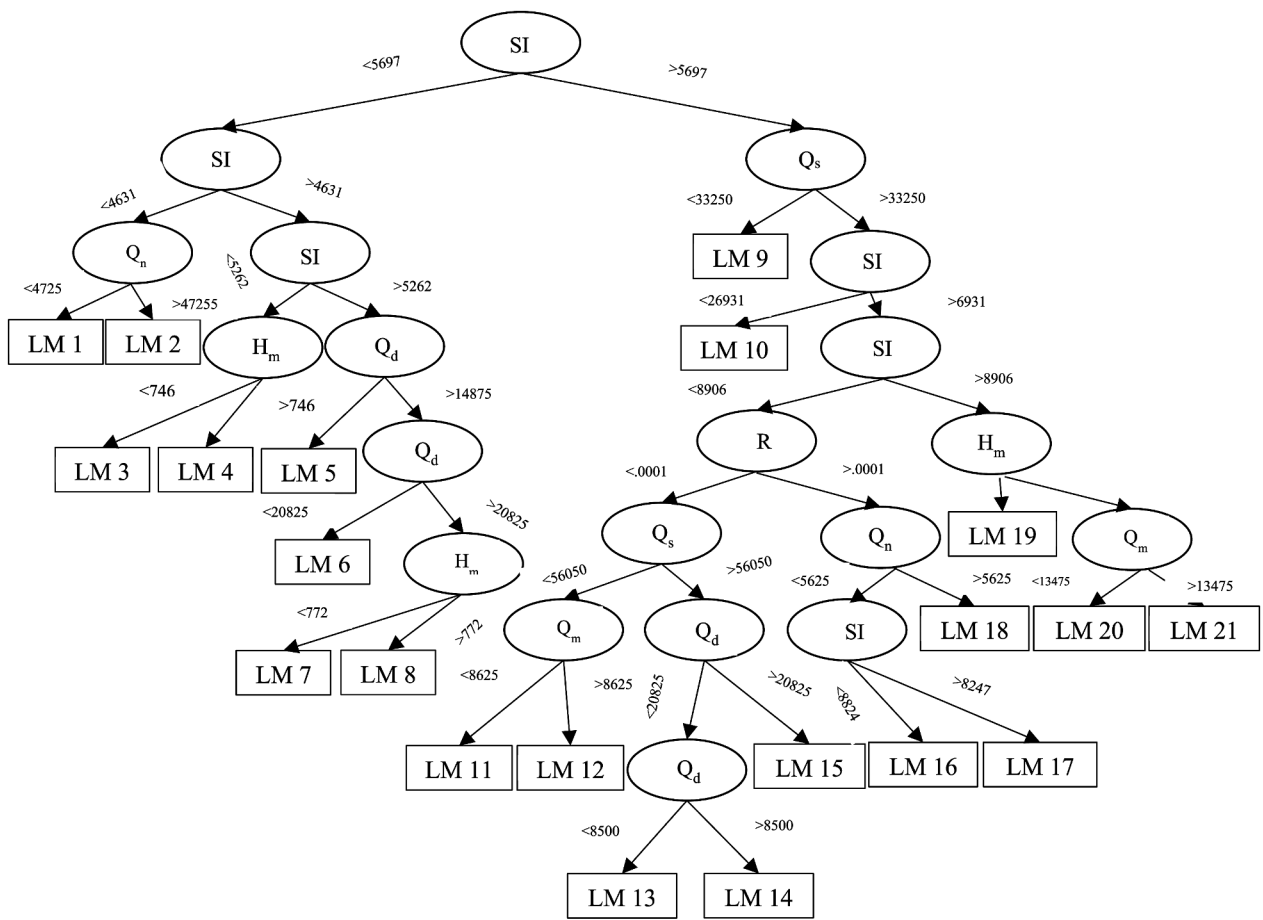 SI
<5697
>5697
SI
Qs
<4631
>4631
<33250
>33250
Qn
SI
LM 9
SI
<5262
<4725
>47255
>5262
<26931
>6931
LM 1
LM 2
Hm
Qd
LM 10
SI
<746
>746
>14875
<8906
>8906
LM 3
LM 4
LM 5
Qd
R
Hm
<.0001
>.0001
<20825
>20825
LM 6
Hm
Qs
Qn
LM 19
Qm
<56050
>56050
<5625
>5625
<13475
>13475
<772
>772
Qm
Qd
SI
LM 18
LM 20
LM 21
LM 7
LM 8
<8625
>8625
<20825
>20825
<8824
>8247
LM 11
LM 12
Qd
LM 15
LM 16
LM 17
<8500
>8500
LM 13
LM 14